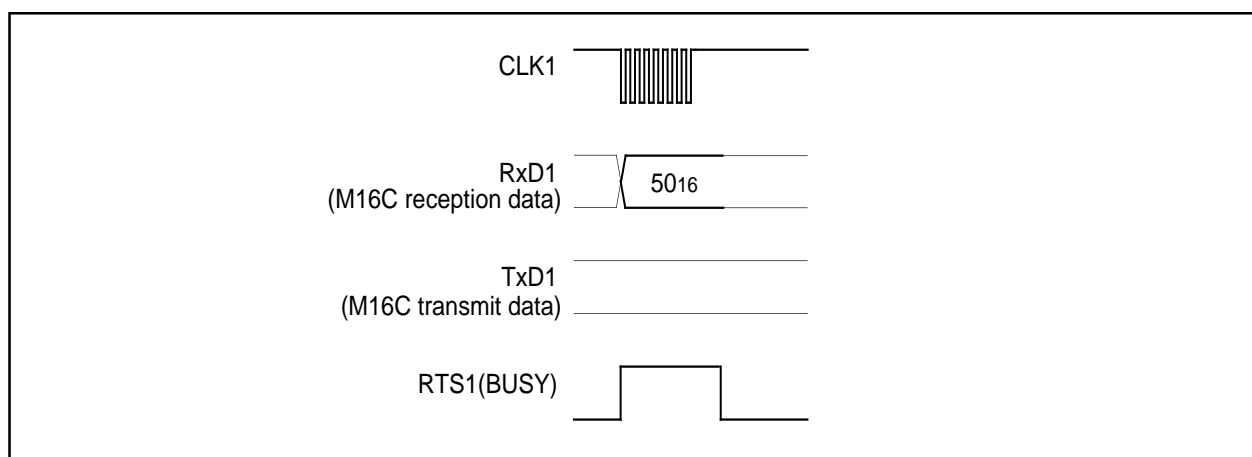 CLK1
RxD1
(M16C reception data)
5016
TxD1
(M16C transmit data)
RTS1(BUSY)